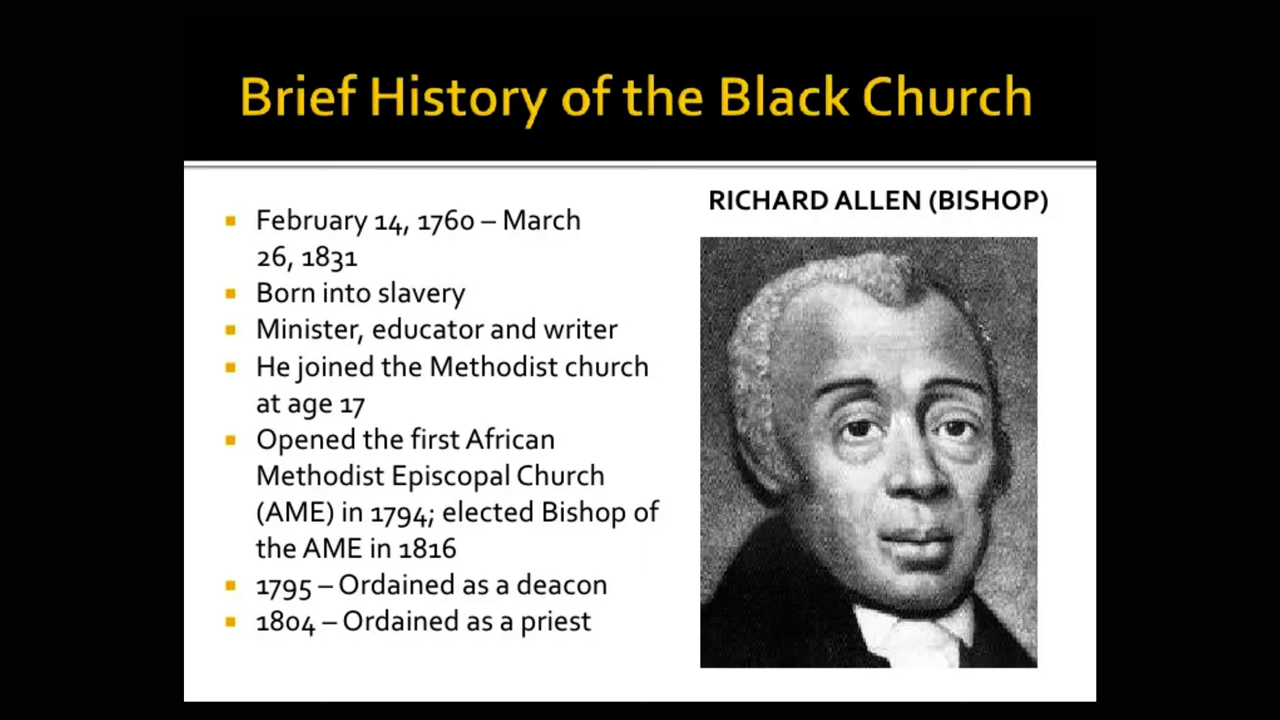 Brief History of the Black Church
RICHARD ALLEN (BISHOP)
February 14, 1760 – March
26, 1831
Born into slavery
Minister, educator and writer
He joined the Methodist church
at age 17
Opened the first African
Methodist Episcopal Church
(AME) in 1794; elected Bishop of
the AME in 1816
1795 – Ordained as a deacon
1804 – Ordained as a priest